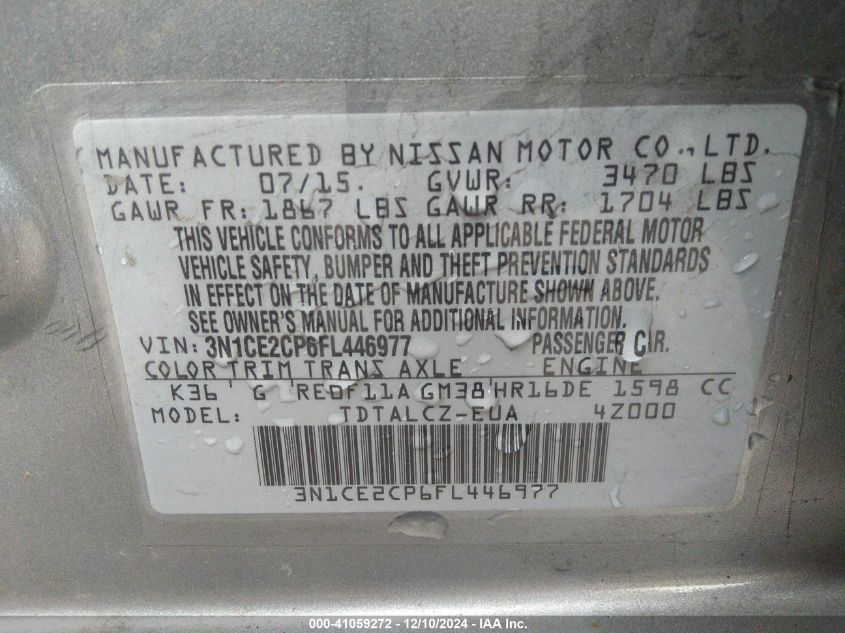 MANUFACTURED BY NISSAN MOTOR CO., LTD.
DATE: 07/15. GVWR: 3470 LBS
GAWR FR: 1867 LBS GAWR RR: 1704 LBS
THIS VEHICLE CONFORMS TO ALL APPLICABLE FEDERAL MOTOR
VEHICLE SAFETY, BUMPER AND THEFT PREVENTION STANDARDS
IN EFFECT ON THE DATE OF MANUFACTURE SHOWN ABOVE.
SEE OWNER'S MANUAL FOR ADDITIONAL INFORMATION.
VIN: 3N1CE2CP6FL446977 PASSENGER CAR.
COLOR TRIM TRANS AXLE ENGINE
K36 G RE0F11A GM38 HR16DE 1598 CC
MODEL: TDTALCZ-EUA 4Z000
3N1CE2CP6FL446977
000-41059272 - 12/10/2024 - IAA Inc.